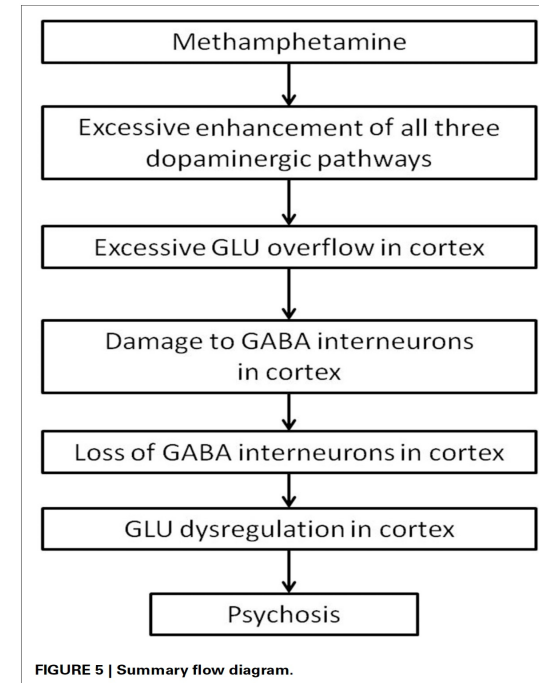 Methamphetamine
Excessive enhancement of all three
dopaminergic pathways
Excessive GLU overflow in cortex
Damage to GABA interneurons
in cortex
Loss of GABA interneurons in cortex
GLU dysregulation in cortex
Psychosis
FIGURE 5 | Summary flow diagram.